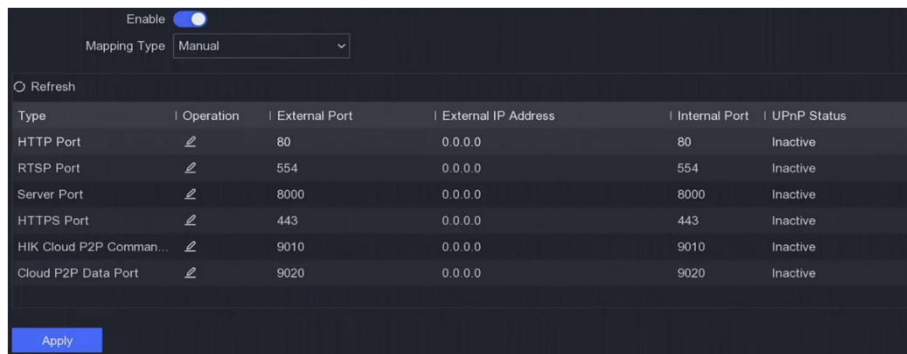 Enable
Mapping Type Manual
Refresh
Type Operation External Port External IP Address Internal Port UPnP Status
HTTP Port 80 0.0.0.0 80 Inactive
RTSP Port 554 0.0.0.0 554 Inactive
Server Port 8000 0.0.0.0 8000 Inactive
HTTPS Port 443 0.0.0.0 443 Inactive
HIK Cloud P2P Comman... 9010 0.0.0.0 9010 Inactive
Cloud P2P Data Port 9020 0.0.0.0 9020 Inactive
Apply